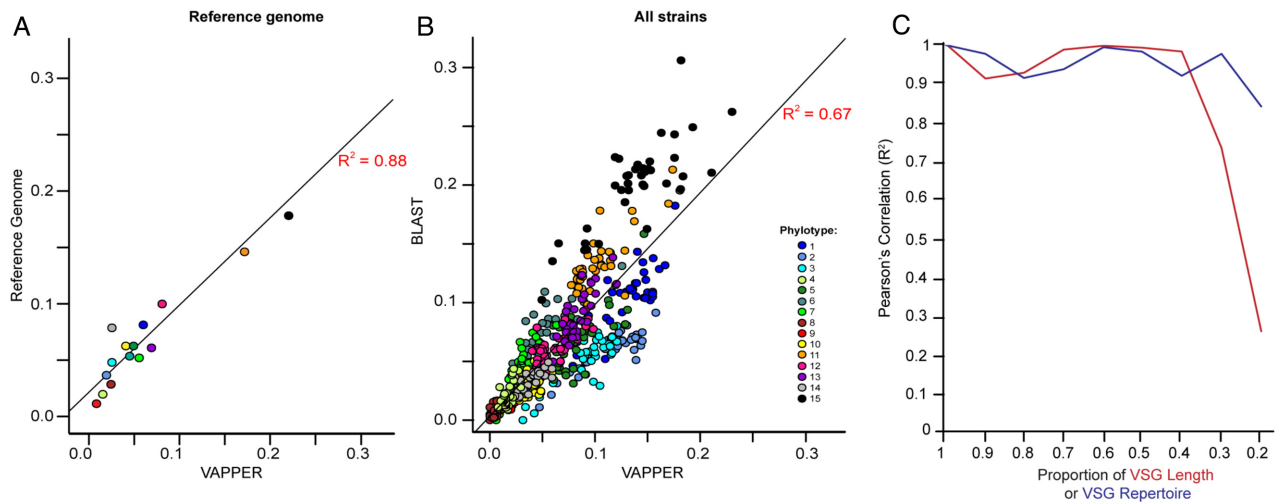 A
Reference genome
Reference Genome
0.3
0.2
0.1
0.0
R² = 0.88
0.0 0.1 0.2 0.3
VAPPER
B
All strains
BLAST
0.3
0.2
0.1
0.0
R² = 0.67
Phylotype:
1
2
3
4
5
6
7
8
9
10
11
12
13
14
15
0.0 0.1 0.2 0.3
VAPPER
C
Pearson's Correlation (R²)
1
0.9
0.8
0.7
0.6
0.5
0.4
0.3
0.2
0.1
0
1 0.9 0.8 0.7 0.6 0.5 0.4 0.3 0.2
Proportion of VSG Length
or VSG Repertoire